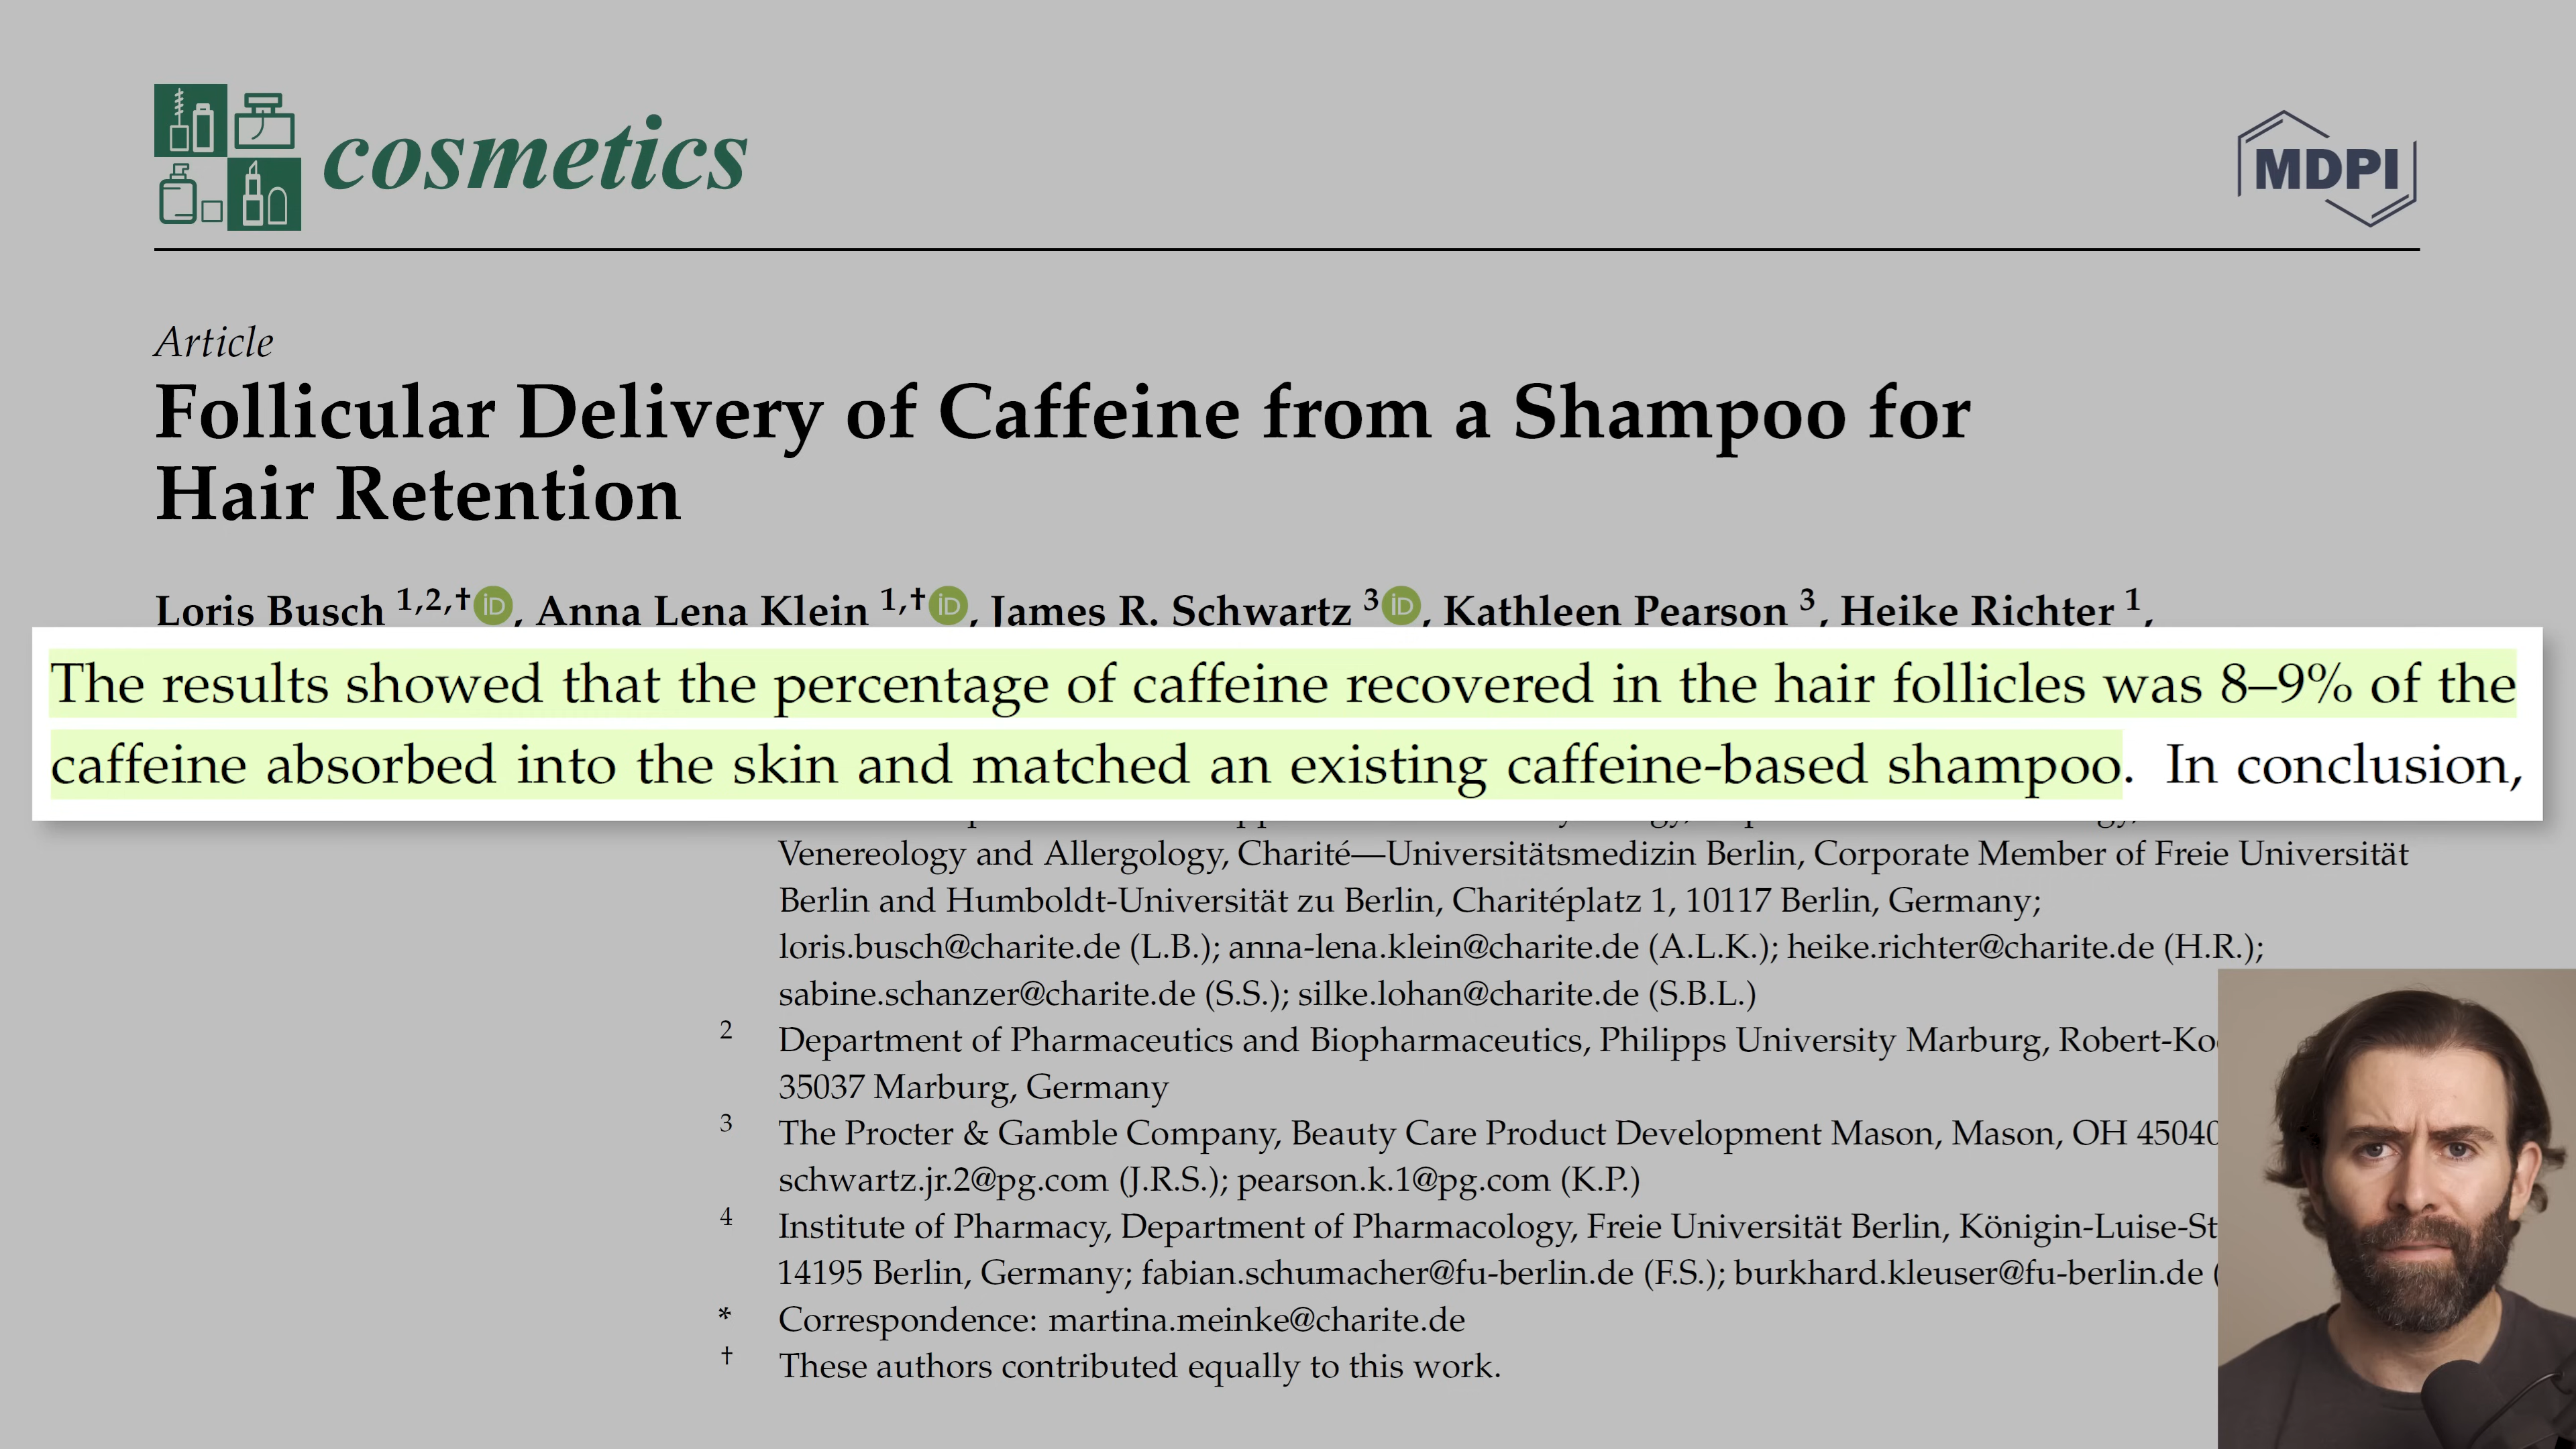 cosmetics
MDPI
Article
Follicular Delivery of Caffeine from a Shampoo for
Hair Retention
Loris Busch 1,2,† iD, Anna Lena Klein 1,† iD, James R. Schwartz 3 iD, Kathleen Pearson 3, Heike Richter 1,
The results showed that the percentage of caffeine recovered in the hair follicles was 8–9% of the
caffeine absorbed into the skin and matched an existing caffeine-based shampoo. In conclusion,
Venereology and Allergology, Charité—Universitätsmedizin Berlin, Corporate Member of Freie Universität
Berlin and Humboldt-Universität zu Berlin, Charitéplatz 1, 10117 Berlin, Germany;
loris.busch@charite.de (L.B.); anna-lena.klein@charite.de (A.L.K.); heike.richter@charite.de (H.R.);
sabine.schanzer@charite.de (S.S.); silke.lohan@charite.de (S.B.L.)
2 Department of Pharmaceutics and Biopharmaceutics, Philipps University Marburg,
35037 Marburg, Germany
3 The Procter & Gamble Company, Beauty Care Product Development Mason, Mason, OH 45040
schwartz.jr.2@pg.com (J.R.S.); pearson.k.1@pg.com (K.P.)
4 Institute of Pharmacy, Department of Pharmacology, Freie Universität Berlin,
14195 Berlin, Germany; fabian.schumacher@fu-berlin.de (F.S.); burkhard.kleuser@fu-berlin.de (
* Correspondence: martina.meinke@charite.de
† These authors contributed equally to this work.